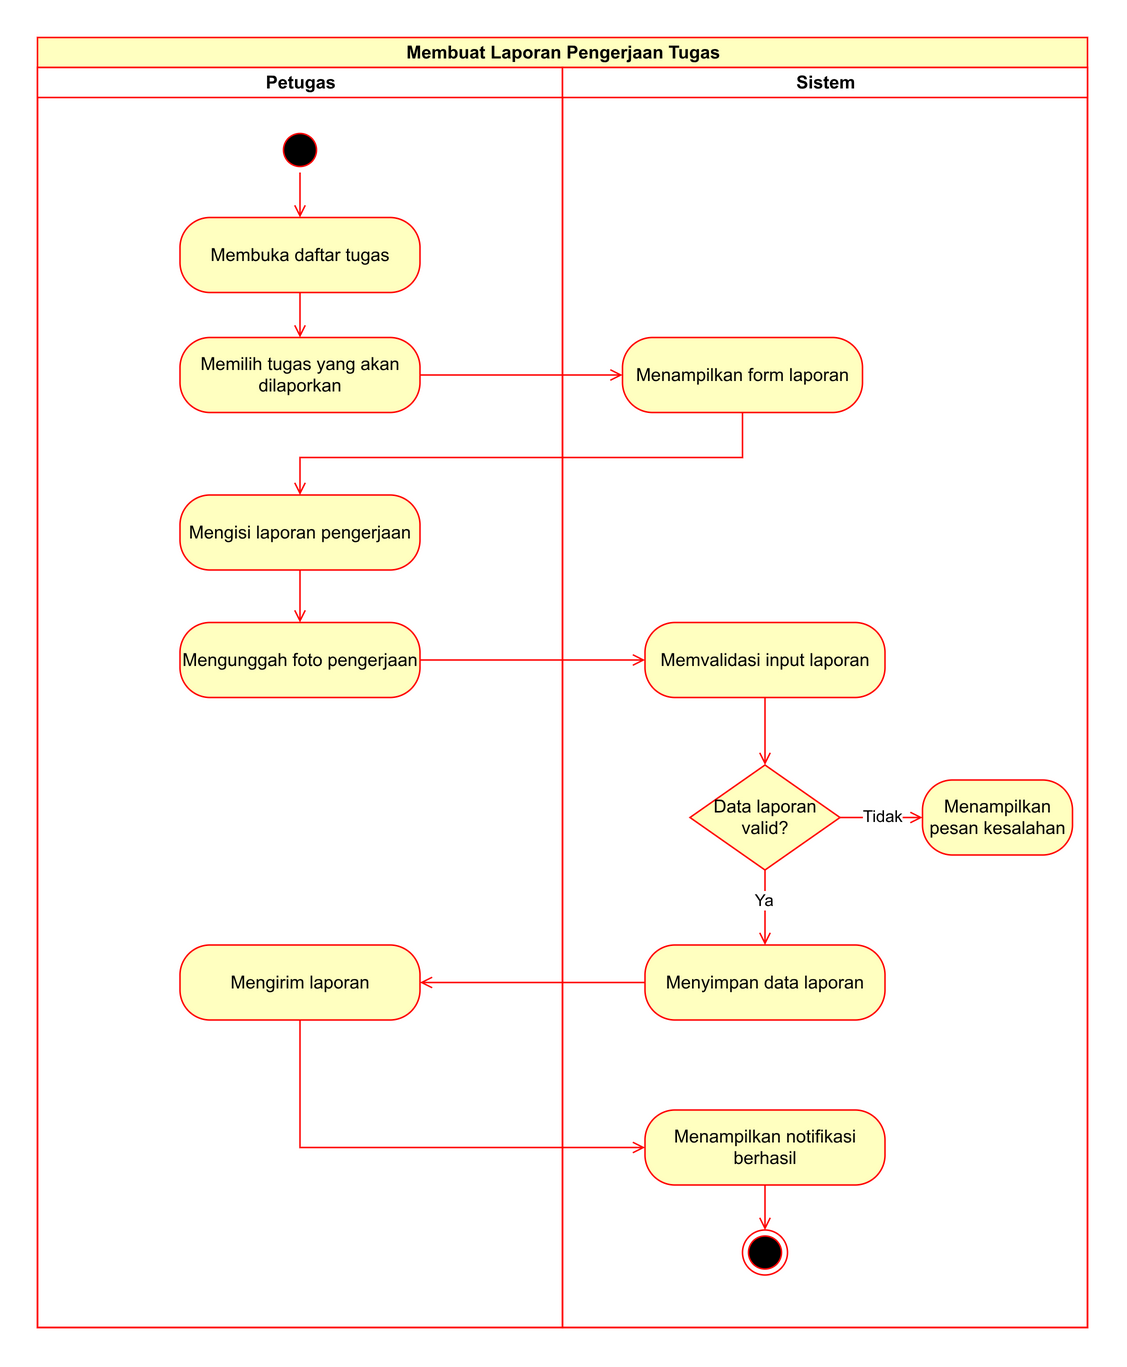 Membuat Laporan Pengerjaan Tugas
Petugas
Sistem
Membuka daftar tugas
Memilih tugas yang akan
dilaporkan
Menampilkan form laporan
Mengisi laporan pengerjaan
Mengunggah foto pengerjaan
Memvalidasi input laporan
Data laporan
valid?
Tidak
Menampilkan
pesan kesalahan
Ya
Mengirim laporan
Menyimpan data laporan
Menampilkan notifikasi
berhasil